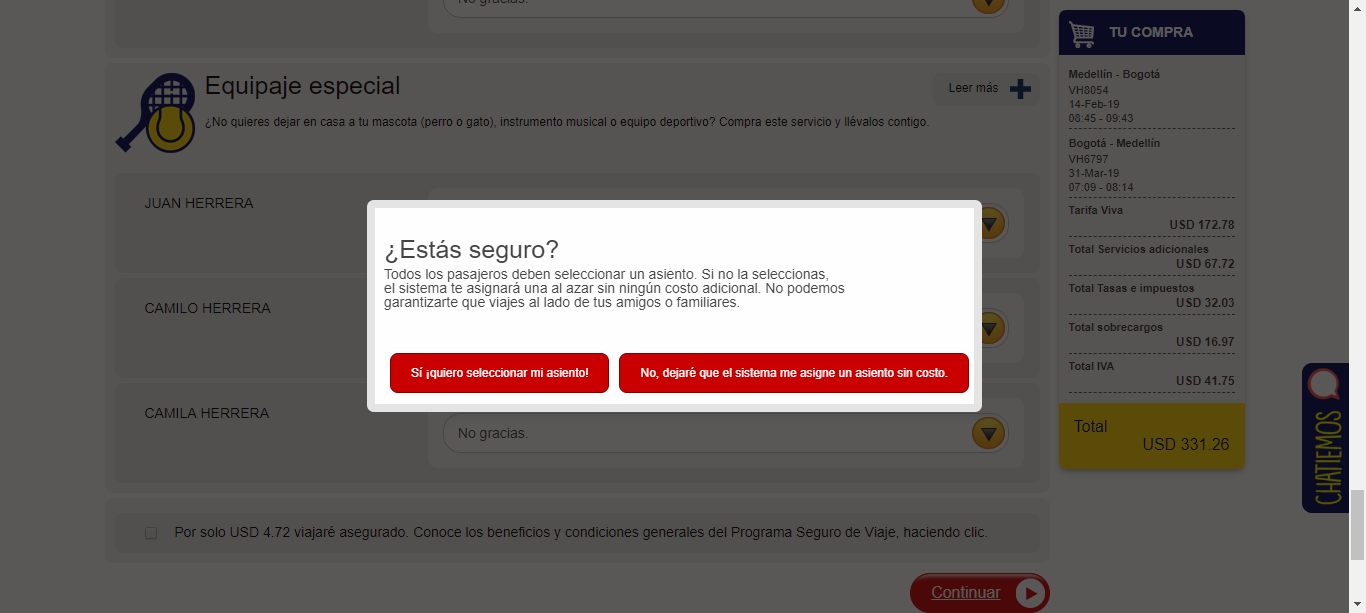 No gracias.
Equipaje especial
Leer más
¿No quieres dejar en casa a tu mascota (perro o gato), instrumento musical o equipo deportivo? Compra este servicio y llévalos contigo.
JUAN HERRERA
CAMILO HERRERA
CAMILA HERRERA
No gracias.
¿Estás seguro?
Todos los pasajeros deben seleccionar un asiento. Si no la seleccionas,
el sistema te asignará una al azar sin ningún costo adicional. No podemos
garantizarte que viajes al lado de tus amigos o familiares.
Sí ¡quiero seleccionar mi asiento!
No, dejaré que el sistema me asigne un asiento sin costo.
Por solo USD 4.72 viajaré asegurado. Conoce los beneficios y condiciones generales del Programa Seguro de Viaje, haciendo clic.
Continuar
TU COMPRA
Medellín - Bogotá
VH8054
14-Feb-19
08:45 - 09:43
Bogotá - Medellín
VH6797
31-Mar-19
07:09 - 08:14
Tarifa Viva
USD 172.78
Total Servicios adicionales
USD 67.72
Total Tasas e impuestos
USD 32.03
Total sobrecargos
USD 16.97
Total IVA
USD 41.75
Total
USD 331.26
CHATIEMOS